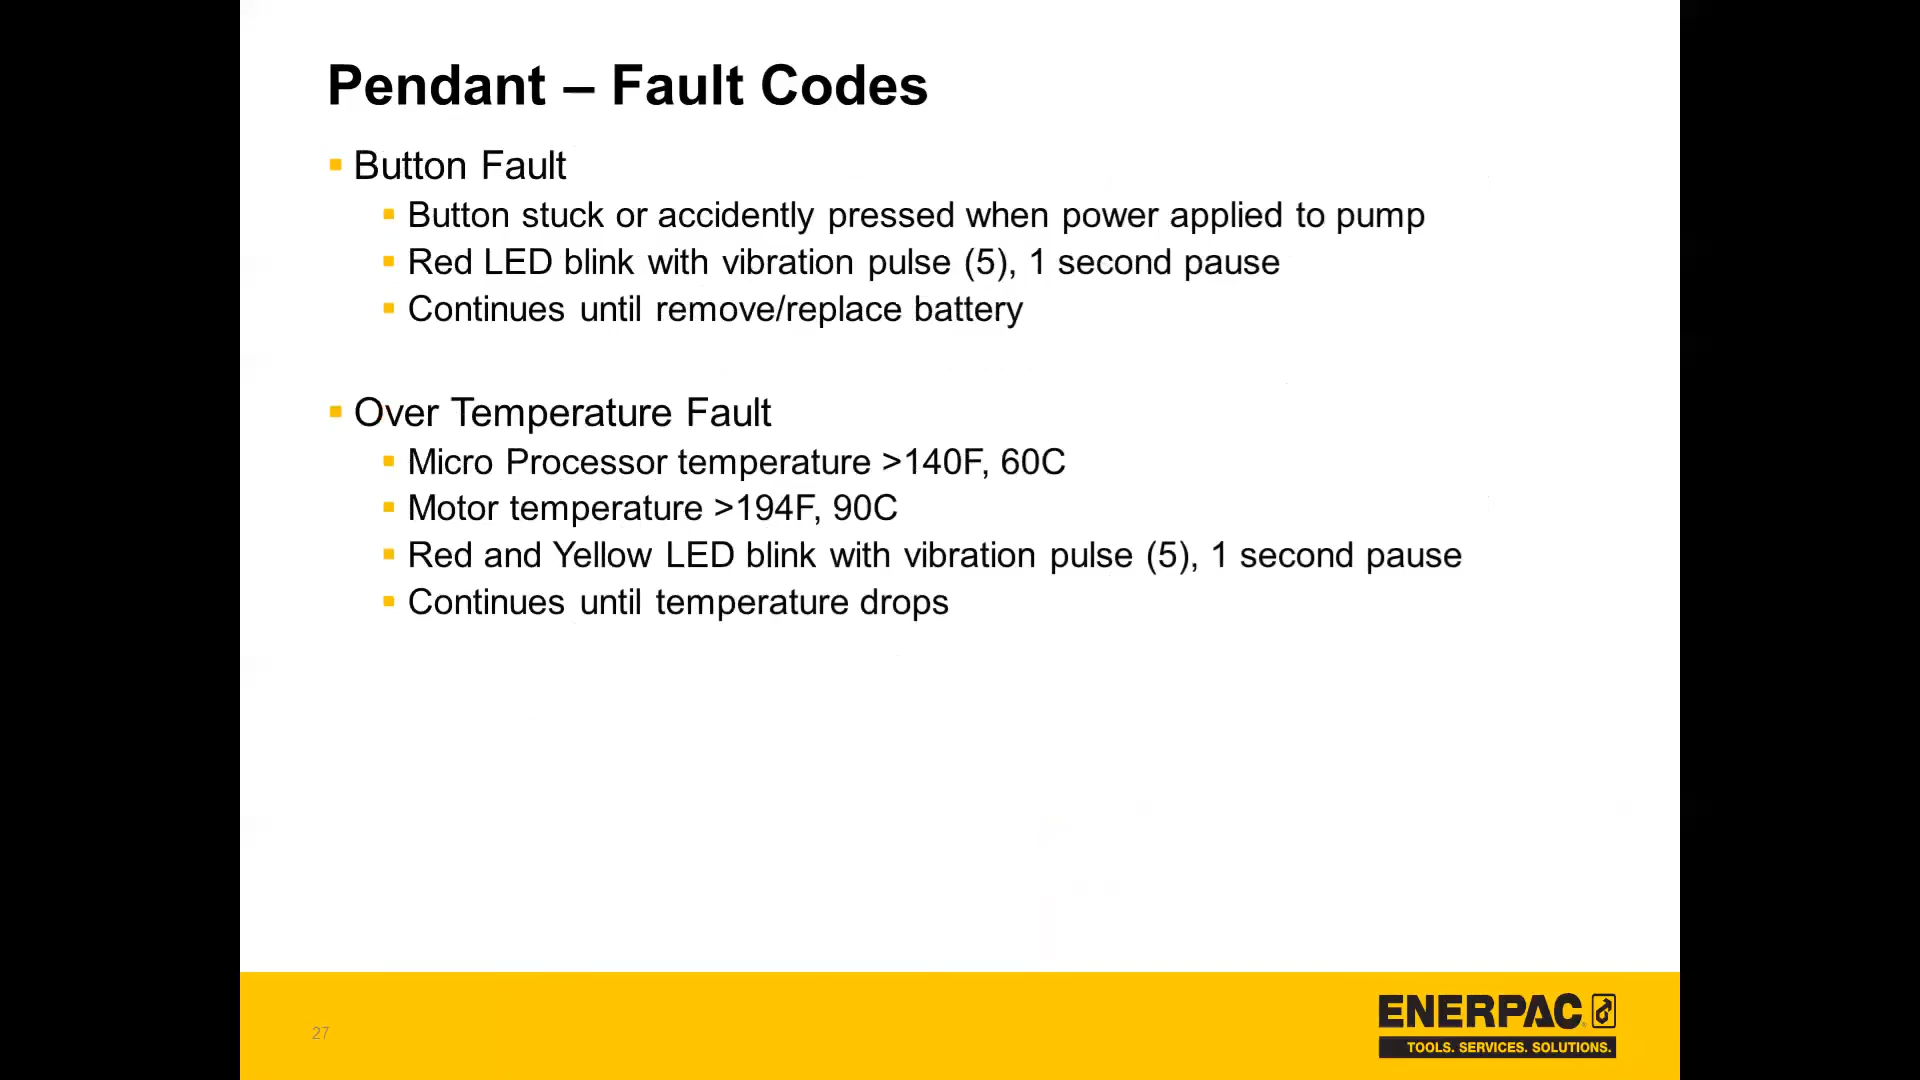 Pendant – Fault Codes
Button Fault
Button stuck or accidently pressed when power applied to pump
Red LED blink with vibration pulse (5), 1 second pause
Continues until remove/replace battery
Over Temperature Fault
Micro Processor temperature >140F, 60C
Motor temperature >194F, 90C
Red and Yellow LED blink with vibration pulse (5), 1 second pause
Continues until temperature drops
27
ENERPAC
TOOLS. SERVICES. SOLUTIONS.